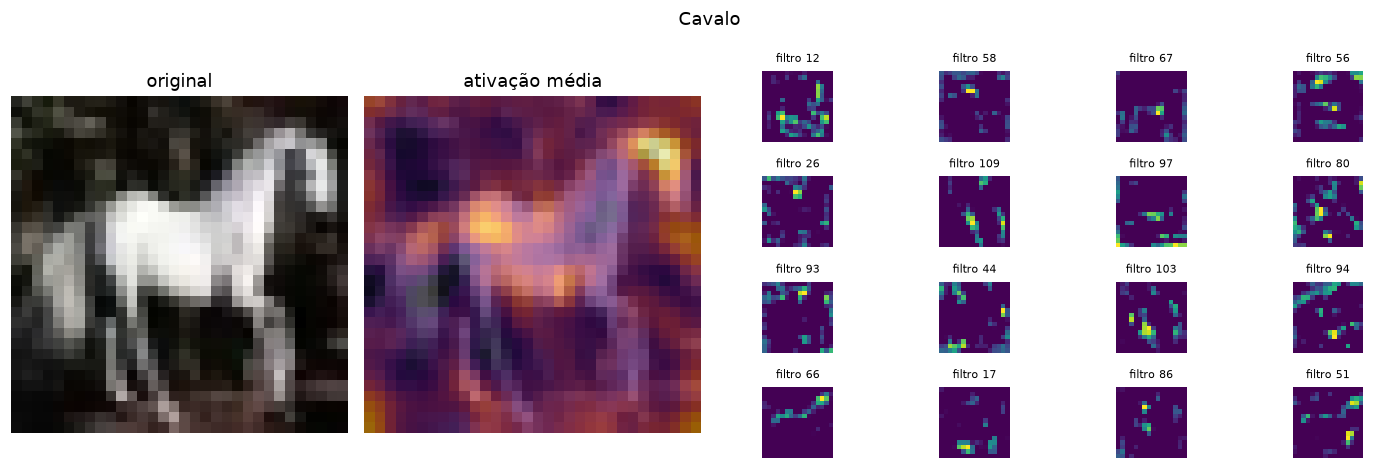 Cavalo
original
ativação média
filtro 12
filtro 58
filtro 67
filtro 56
filtro 26
filtro 109
filtro 97
filtro 80
filtro 93
filtro 44
filtro 103
filtro 94
filtro 66
filtro 17
filtro 86
filtro 51